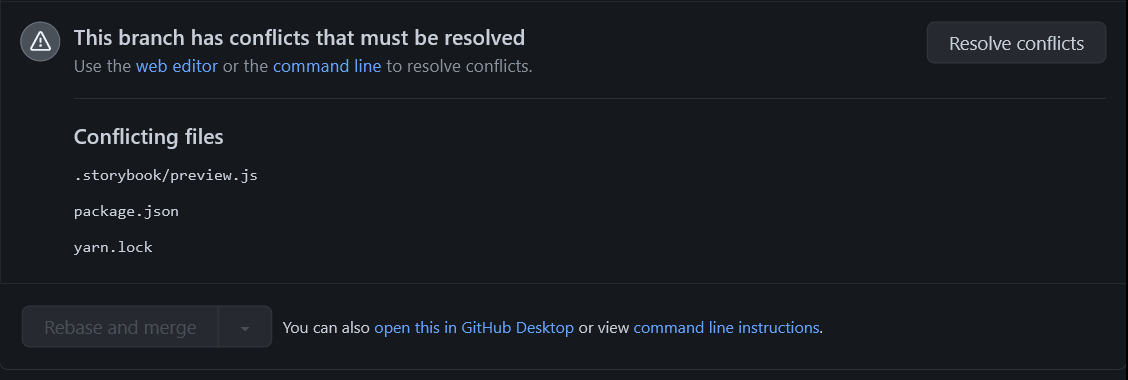 This branch has conflicts that must be resolved
Resolve conflicts
Use the web editor or the command line to resolve conflicts.
Conflicting files
.storybook/preview.js
package.json
yarn.lock
Rebase and merge
You can also open this in GitHub Desktop or view command line instructions.